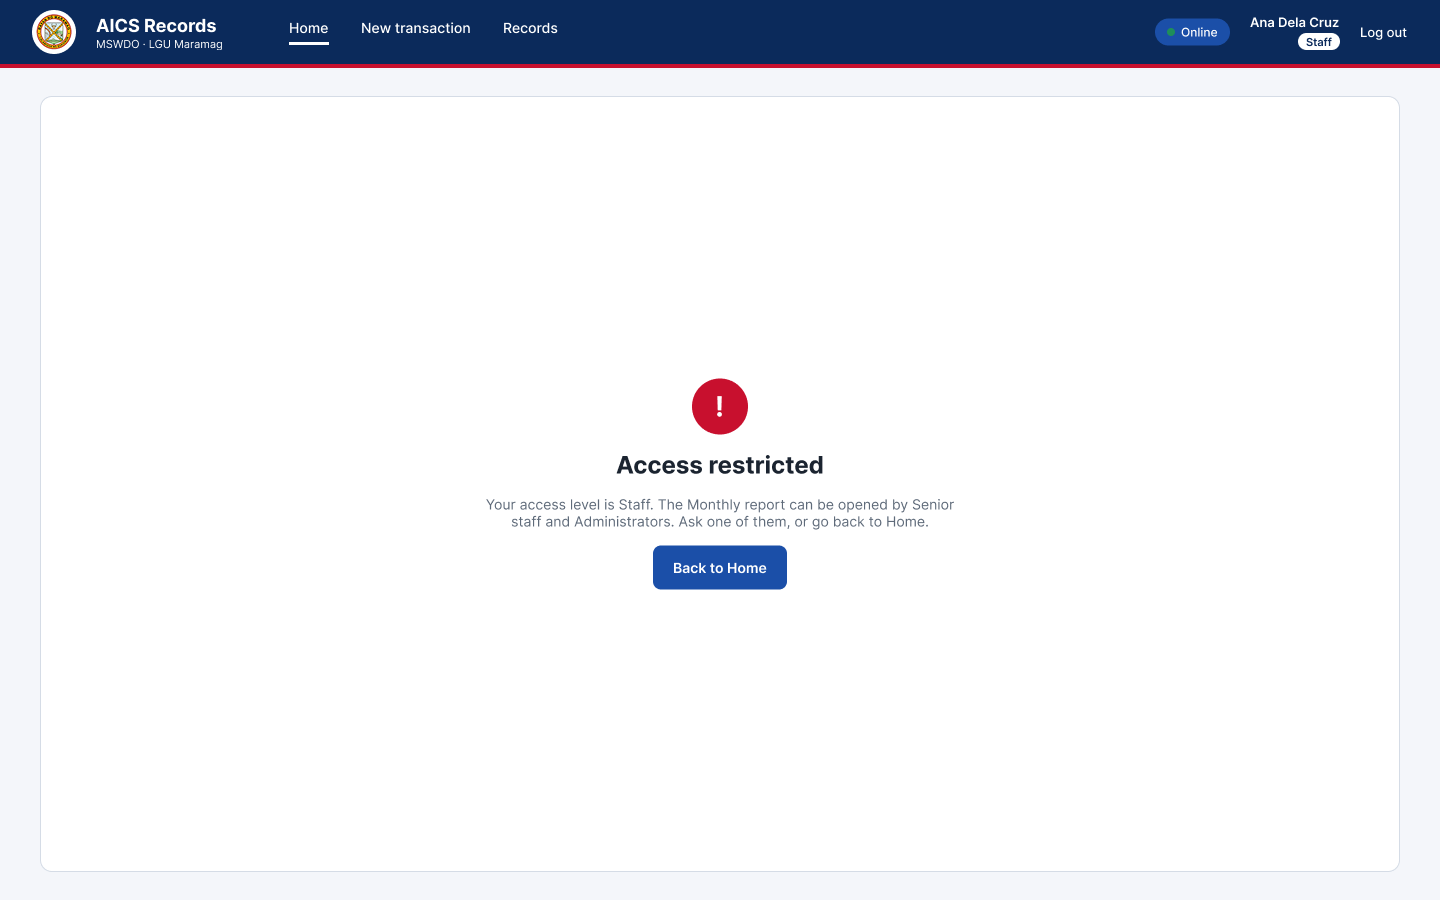 AICS Records
MSWDO · LGU Maramag
Home
New transaction
Records
Online
Ana Dela Cruz
Staff
Log out
!
Access restricted
Your access level is Staff. The Monthly report can be opened by Senior
staff and Administrators. Ask one of them, or go back to Home.
Back to Home